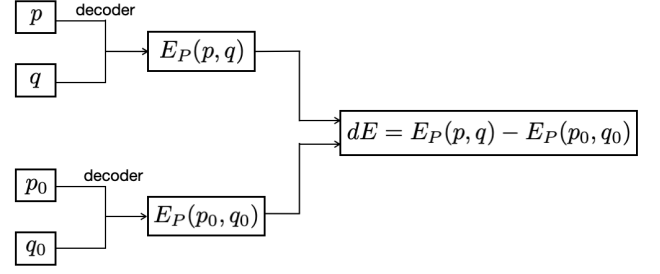 p
decoder
E_P(p, q)
q
dE = E_P(p, q) − E_P(p_0, q_0)
p_0
decoder
E_P(p_0, q_0)
q_0